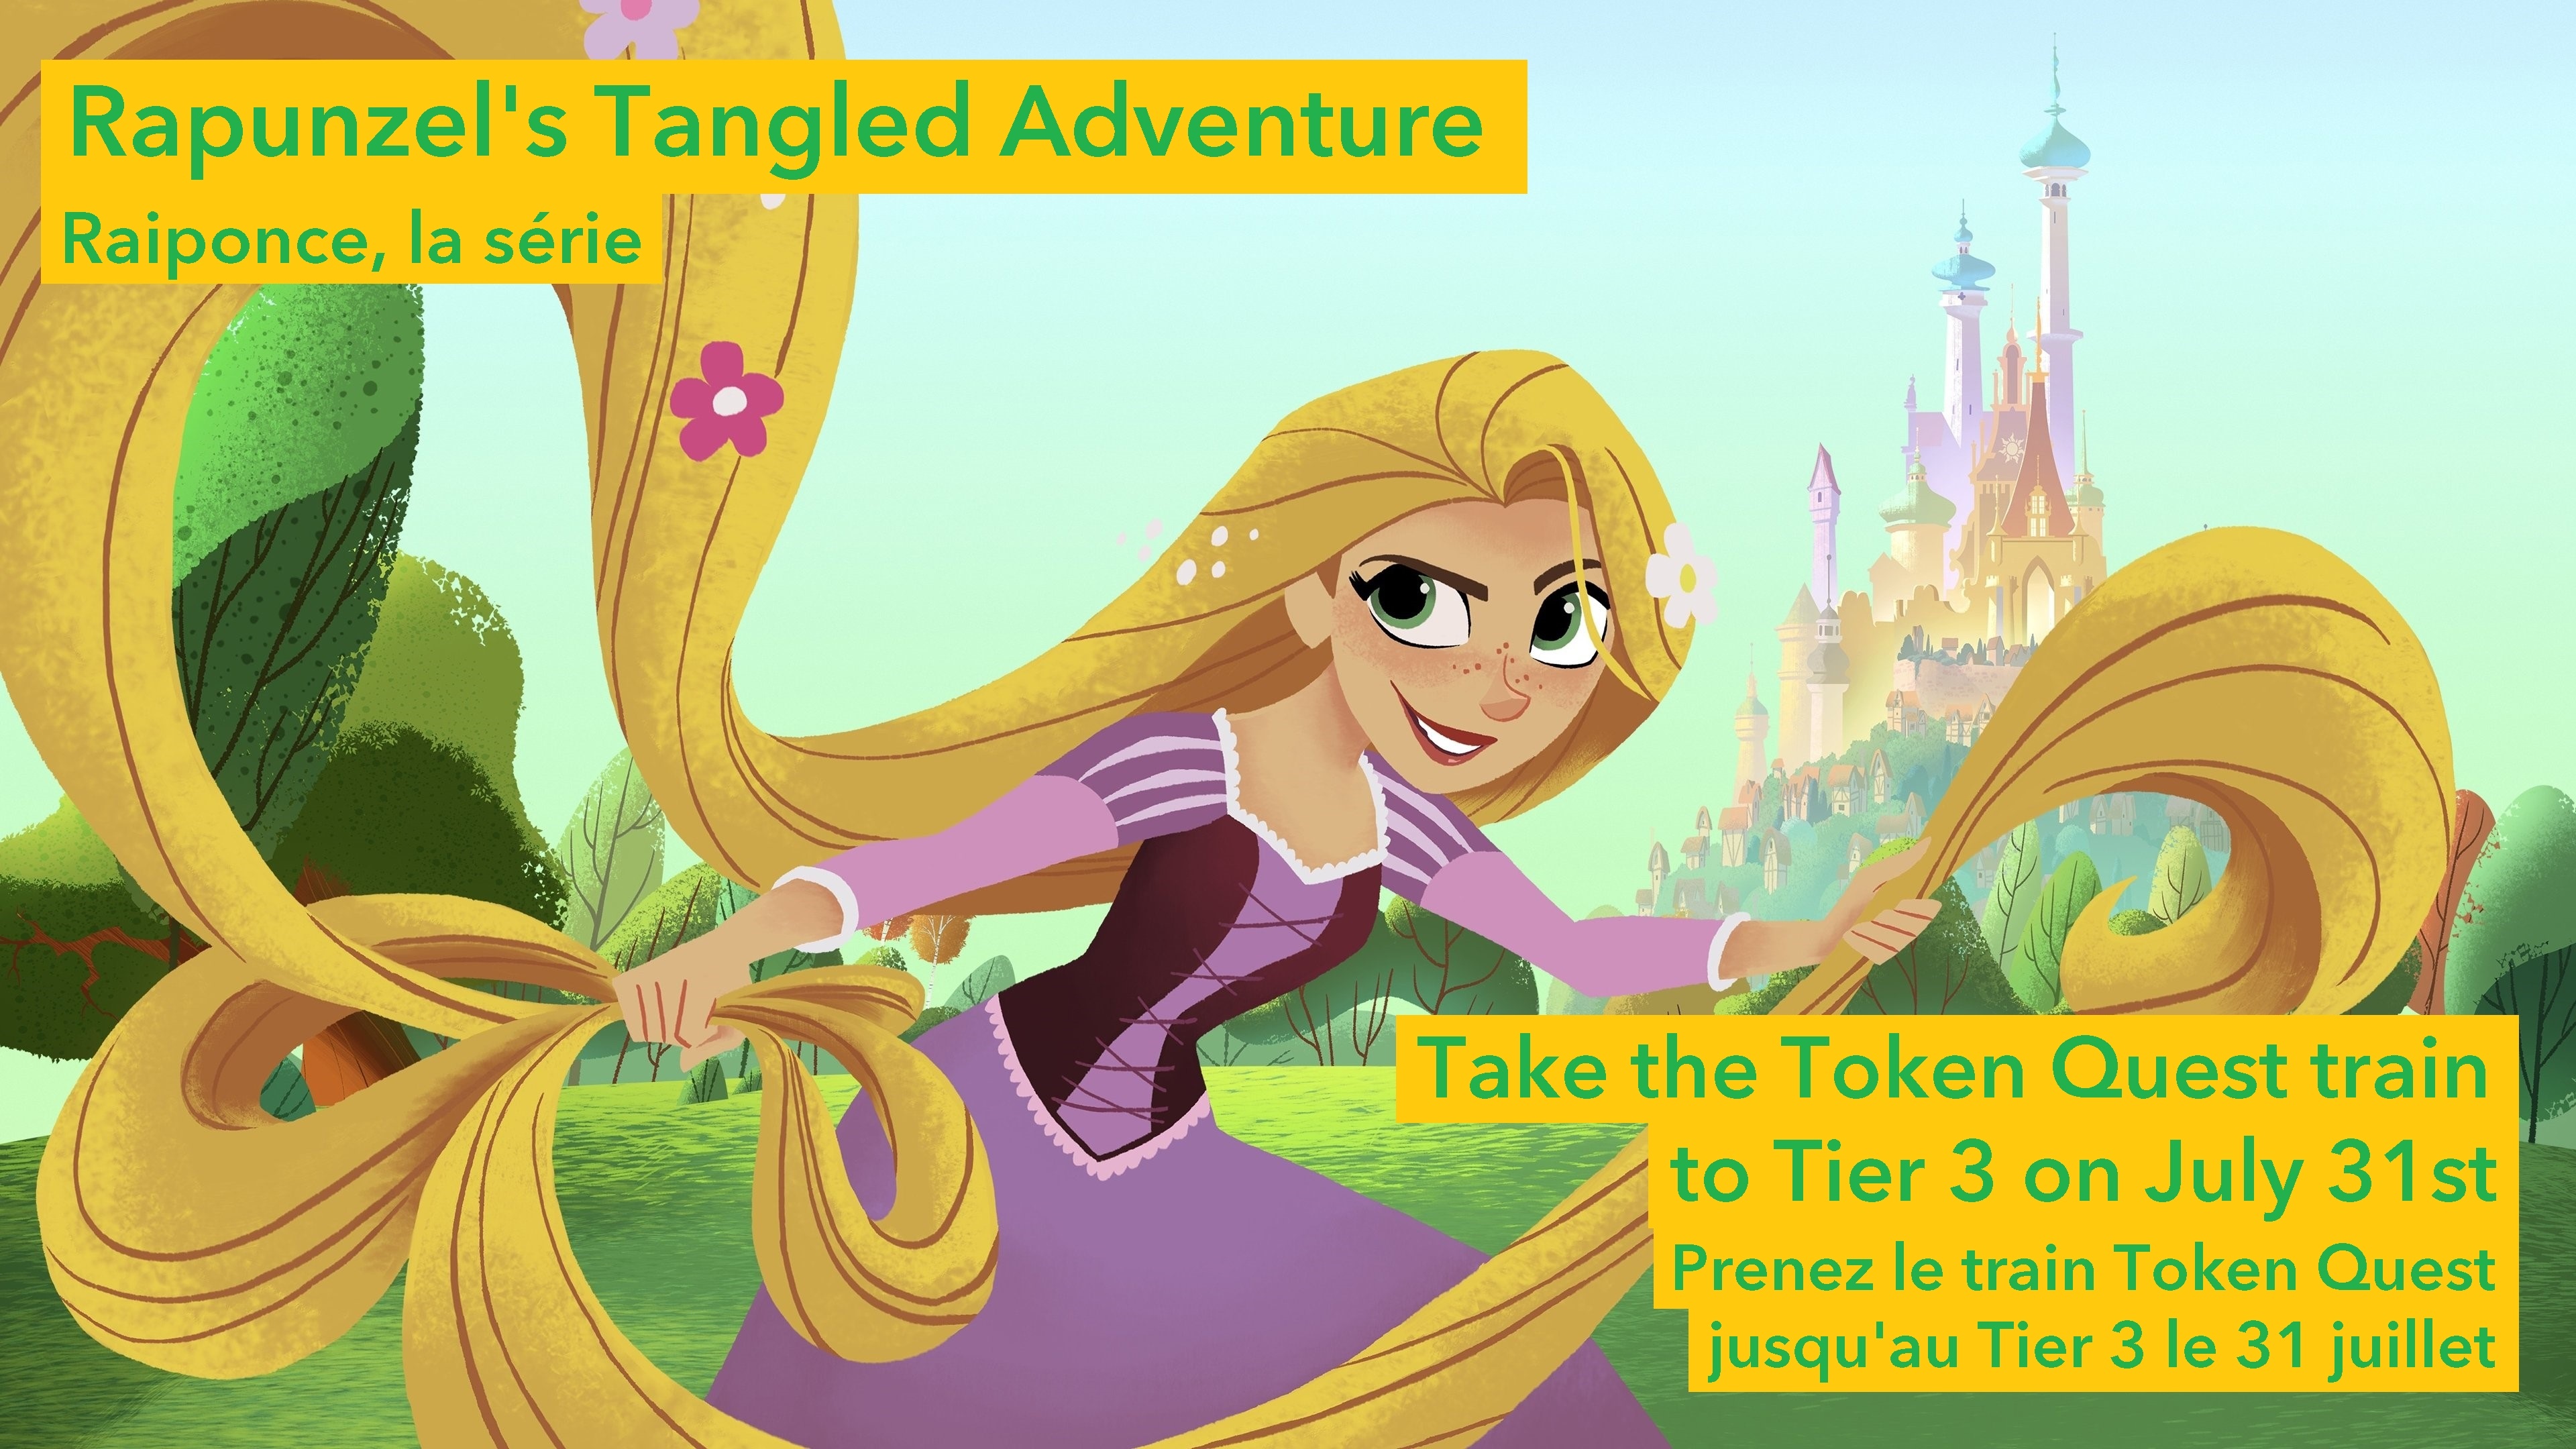 Rapunzel's Tangled Adventure
Raiponce, la série
Take the Token Quest train
to Tier 3 on July 31st
Prenez le train Token Quest
jusqu'au Tier 3 le 31 juillet